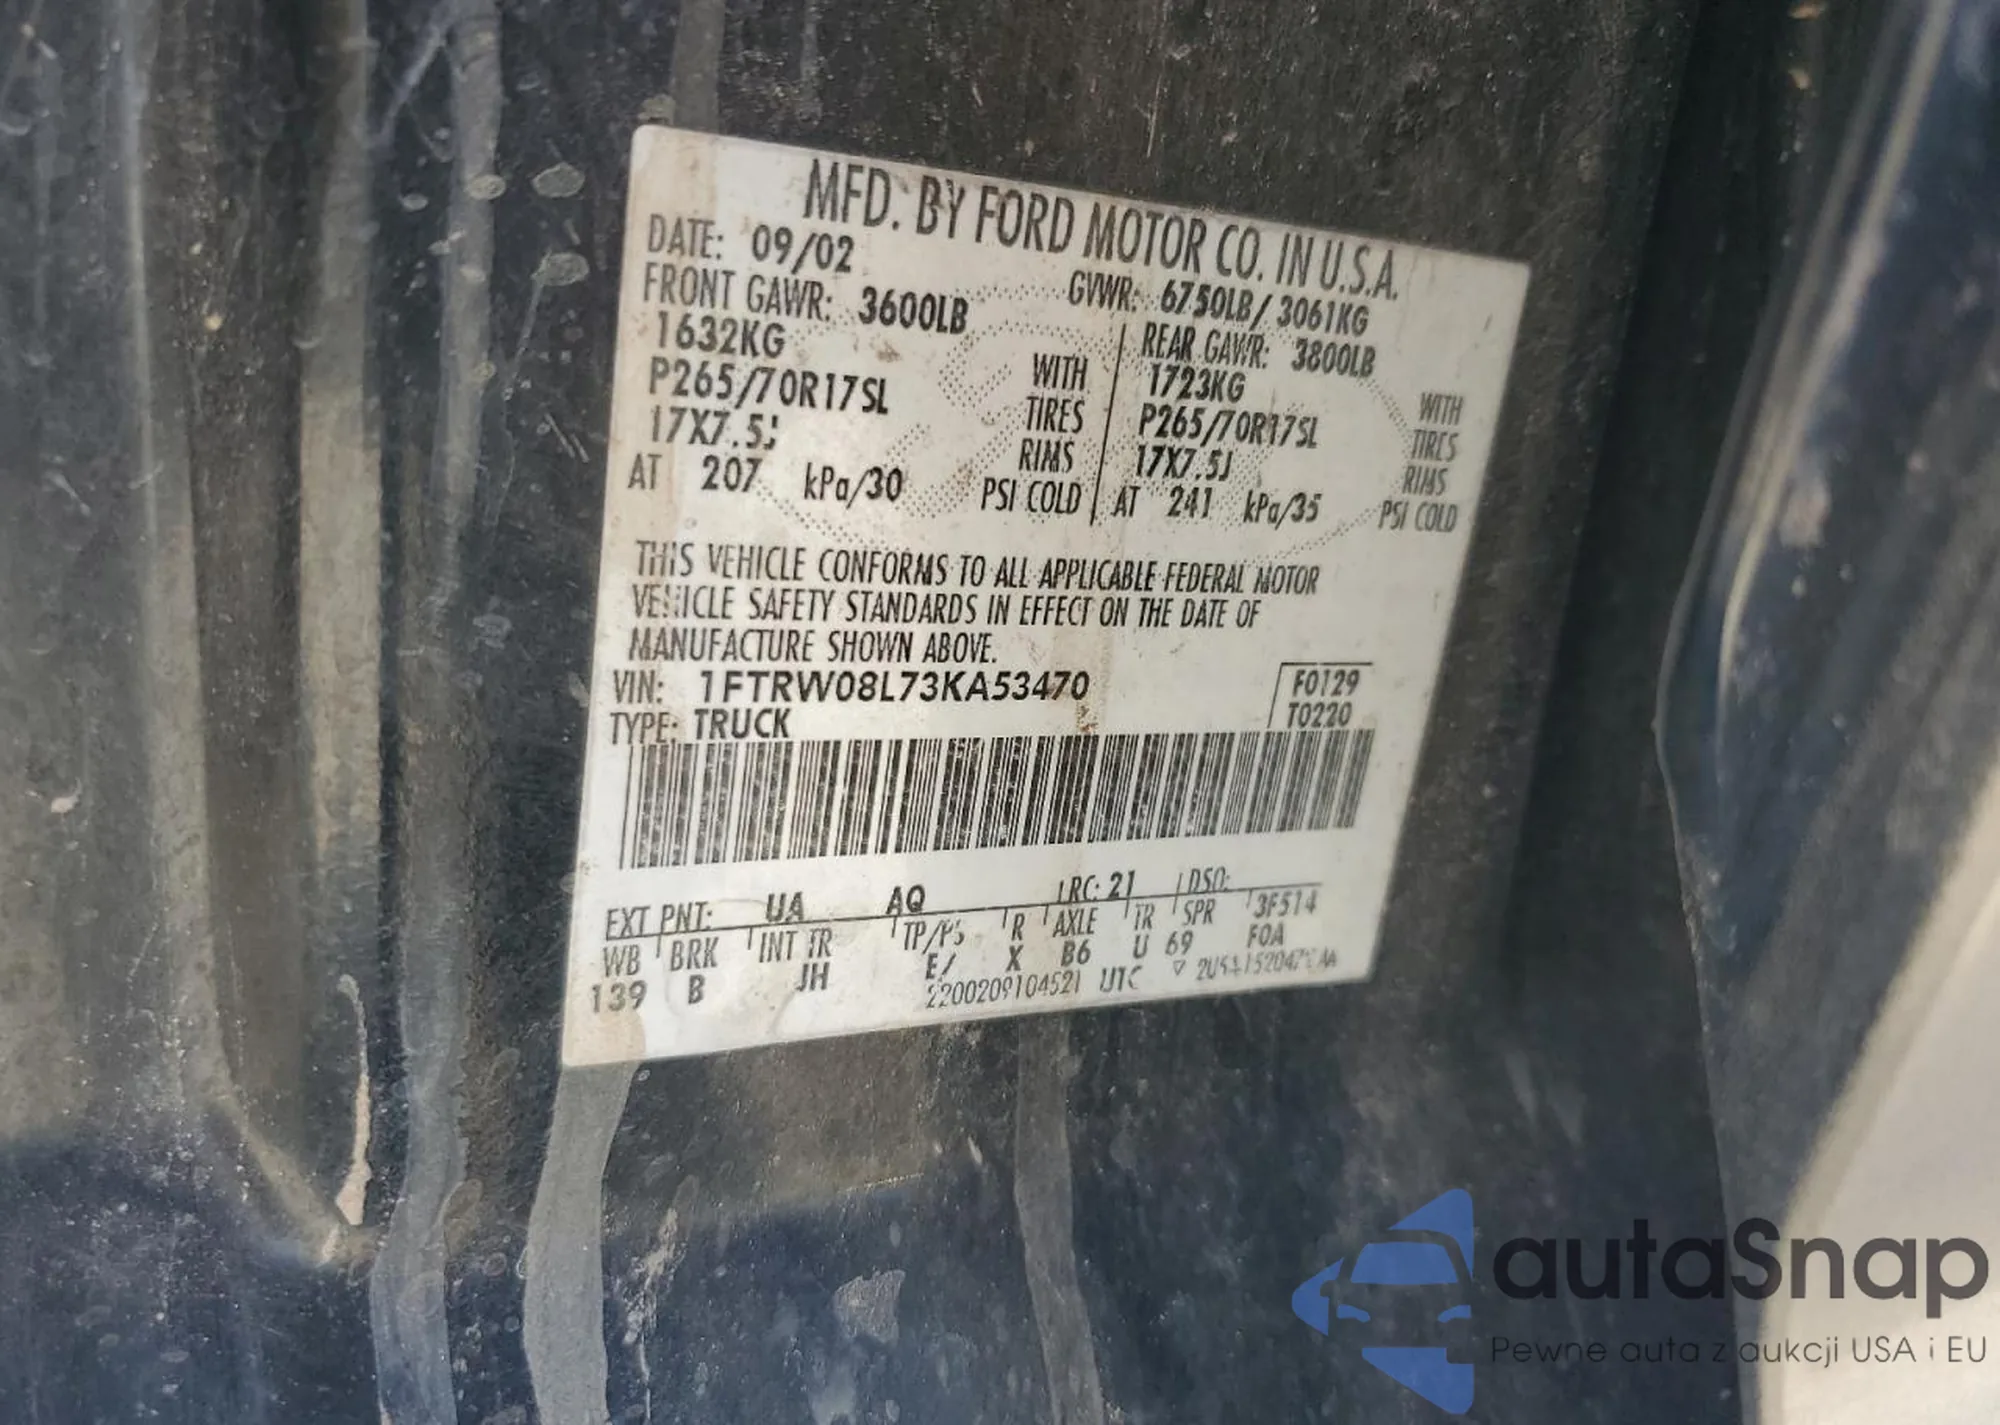 MFD. BY FORD MOTOR CO. IN U.S.A.
DATE: 09/02 GVWR: 6750LB/ 3061KG
FRONT GAWR: 3600LB REAR GAWR: 3800LB
1632KG WITH 1723KG WITH
P265/70R17SL TIRES P265/70R17SL TIRES
17X7.5J RIMS 17X7.5J RIMS
AT 207 kPa/30 PSI COLD AT 241 kPa/35 PSI COLD
THIS VEHICLE CONFORMS TO ALL APPLICABLE FEDERAL MOTOR
VEHICLE SAFETY STANDARDS IN EFFECT ON THE DATE OF
MANUFACTURE SHOWN ABOVE.
VIN: 1FTRW08L73KA53470 F0129
TYPE: TRUCK T0220
EXT PNT: UA AQ RC: 21 DSO:
WB BRK INT TR TP/PS R AXLE TR SPR 3F514
139 B JH E/ X B6 U 69 F0A
2200209104521 UTC
autaSnap
Pewne auta z aukcji USA i EU